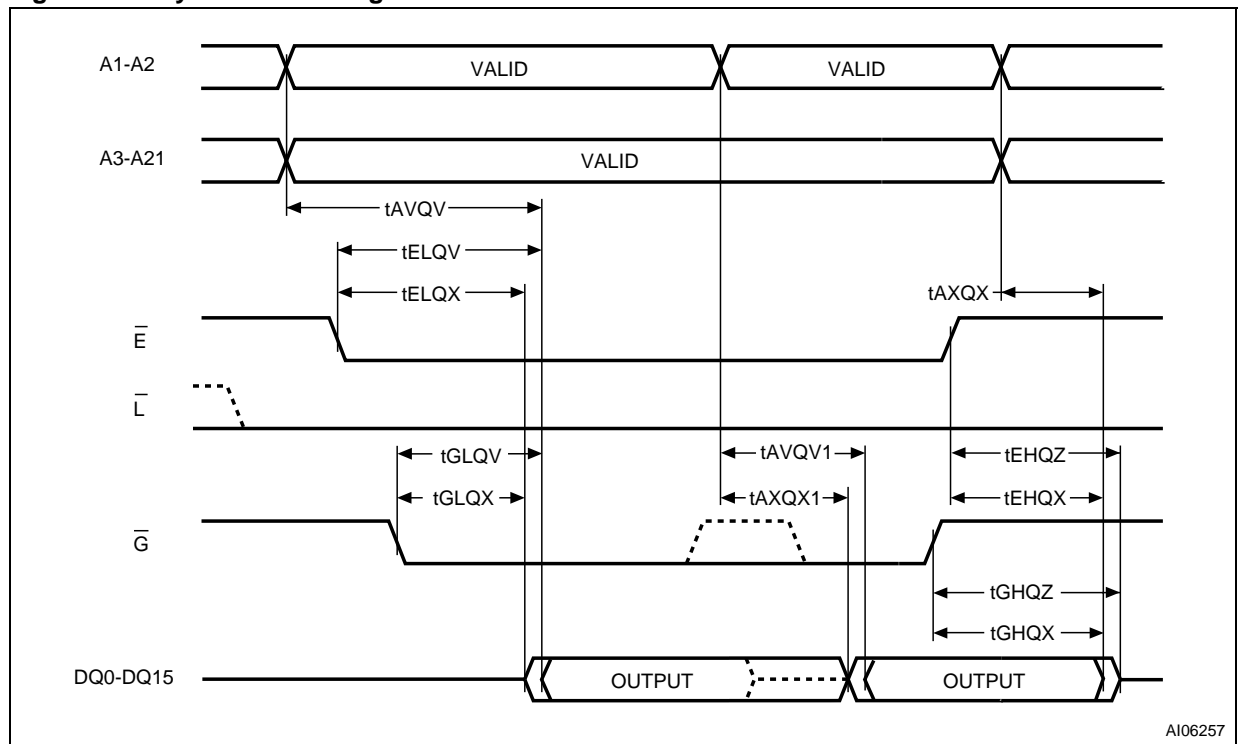 A1-A2
VALID
VALID
A3-A21
VALID
tAVQV
tELQV
tELQX
tAXQX
E
L
tGLQV
tAVQV1
tEHQZ
tGLQX
tAXQX1
tEHQX
G
tGHQZ
tGHQX
DQ0-DQ15
OUTPUT
OUTPUT
AI06257